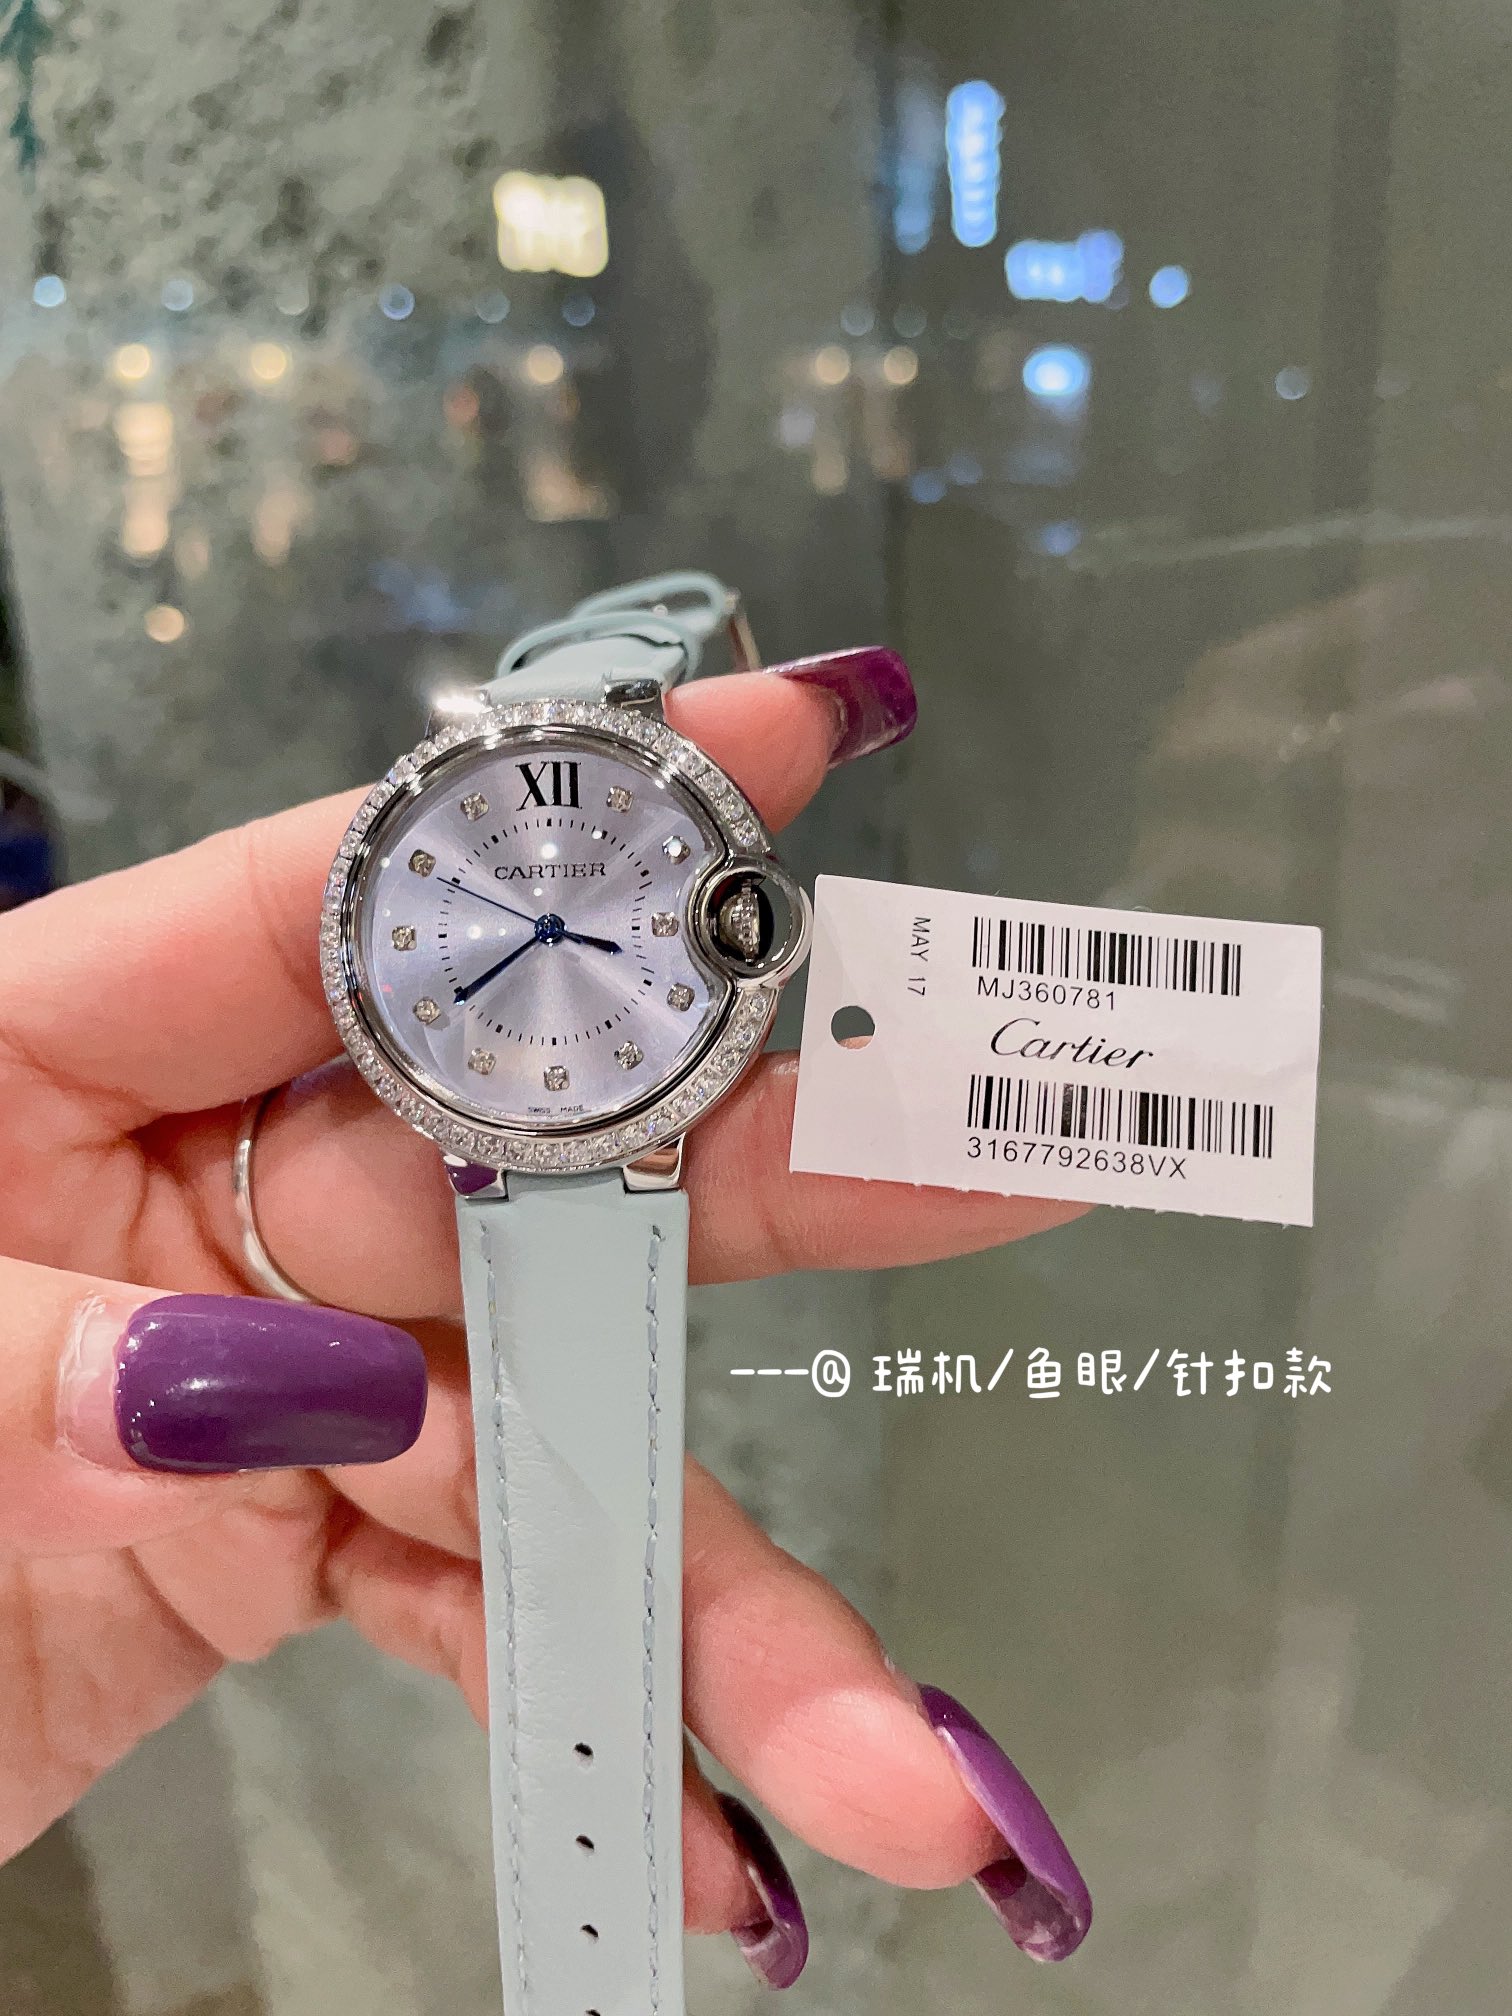 XII
CARTIER
SWISS MADE
MAY 17
MJ360781
Cartier
3167792638VX
---@ 瑞机/鱼眼/针扣款